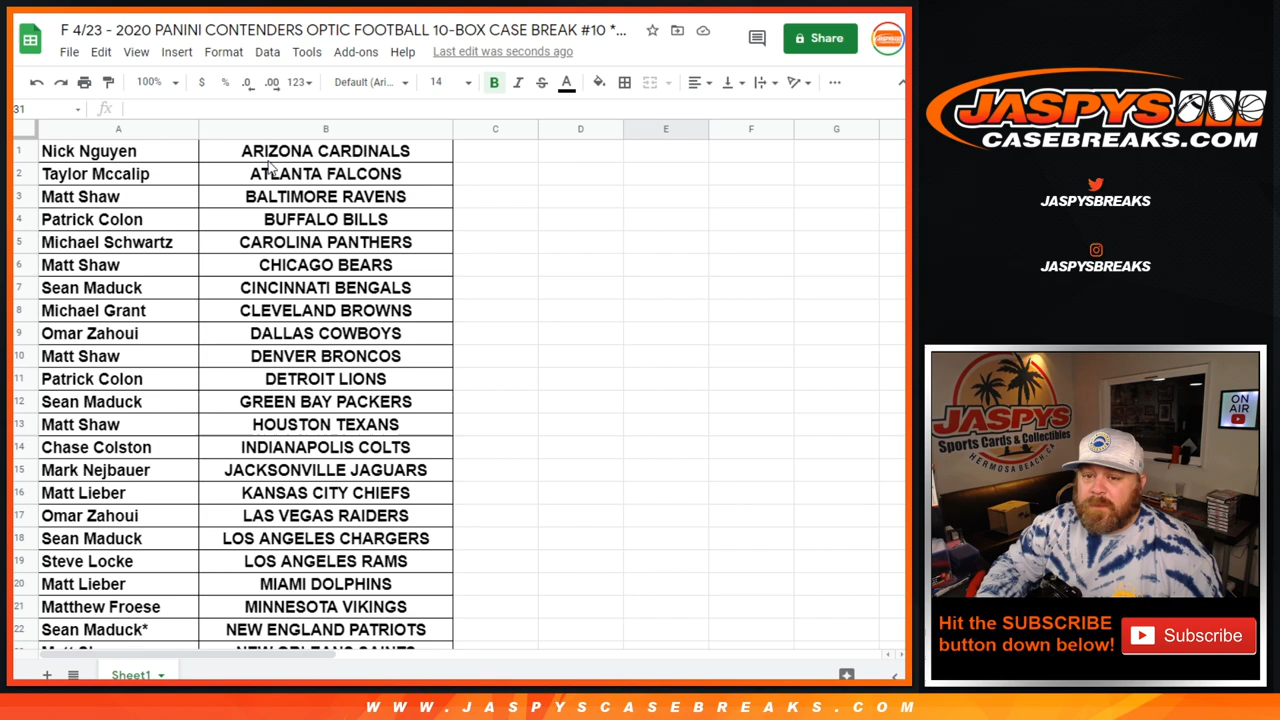 F 4/23 - 2020 PANINI CONTENDERS OPTIC FOOTBALL 10-BOX CASE BREAK #10 *...
Share
File Edit View Insert Format Data Tools Add-ons Help Last edit was seconds ago
100% $ % .0 .00 123 Default (Ari... 14 B I S A
31 fx
A B C D E F G
1 Nick Nguyen ARIZONA CARDINALS
2 Taylor Mccalip ATLANTA FALCONS
3 Matt Shaw BALTIMORE RAVENS
4 Patrick Colon BUFFALO BILLS
5 Michael Schwartz CAROLINA PANTHERS
6 Matt Shaw CHICAGO BEARS
7 Sean Maduck CINCINNATI BENGALS
8 Michael Grant CLEVELAND BROWNS
9 Omar Zahoui DALLAS COWBOYS
10 Matt Shaw DENVER BRONCOS
11 Patrick Colon DETROIT LIONS
12 Sean Maduck GREEN BAY PACKERS
13 Matt Shaw HOUSTON TEXANS
14 Chase Colston INDIANAPOLIS COLTS
15 Mark Nejbauer JACKSONVILLE JAGUARS
16 Matt Lieber KANSAS CITY CHIEFS
17 Omar Zahoui LAS VEGAS RAIDERS
18 Sean Maduck LOS ANGELES CHARGERS
19 Steve Locke LOS ANGELES RAMS
20 Matt Lieber MIAMI DOLPHINS
21 Matthew Froese MINNESOTA VIKINGS
22 Sean Maduck* NEW ENGLAND PATRIOTS
NEW ORLEANS SAINTS
Sheet1
JASPYS
CASEBREAKS.COM
JASPYSBREAKS
JASPYSBREAKS
JASPYS
Sports Cards & Collectibles
HERMOSA BEACH, CA
ON
AIR
Hit the SUBSCRIBE
button down below!
Subscribe
WWW.JASPYSCASEBREAKS.COM